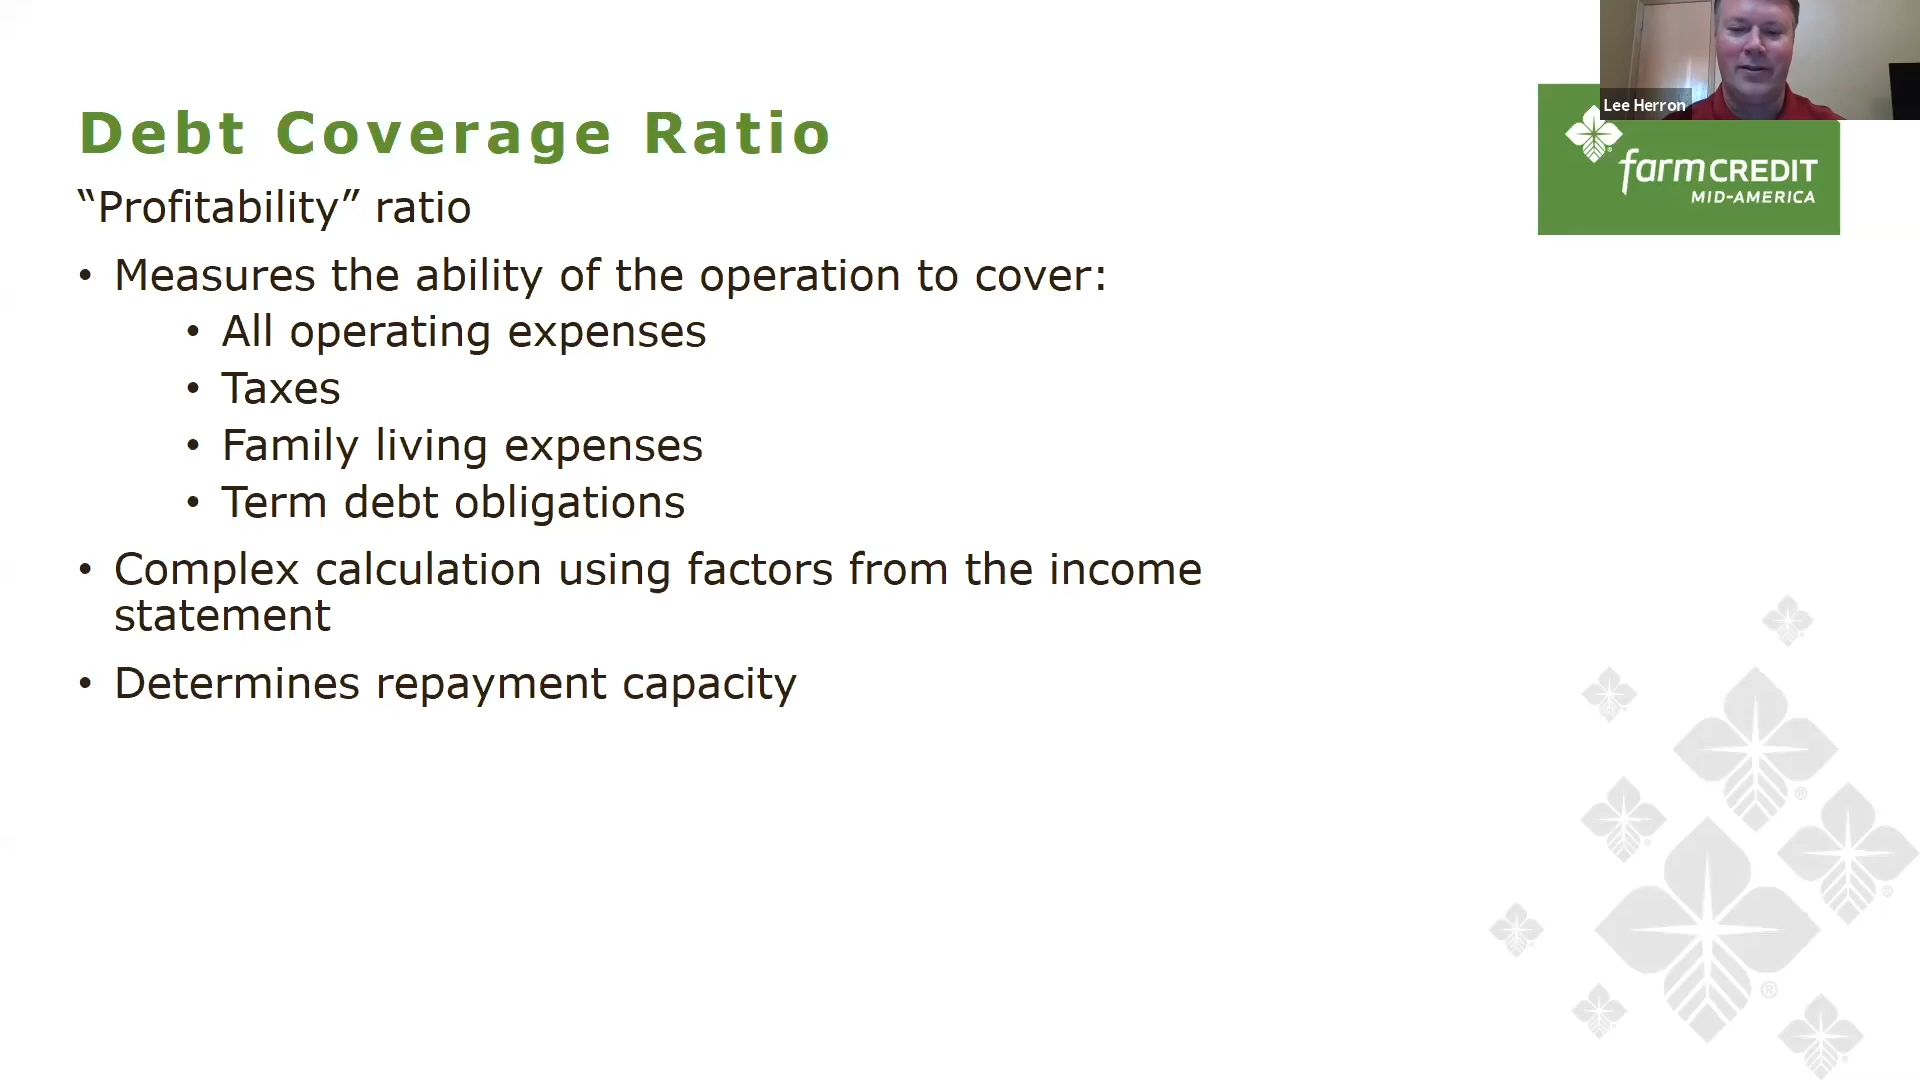 Lee Herron
Debt Coverage Ratio
farmCREDIT
MID-AMERICA
“Profitability” ratio
• Measures the ability of the operation to cover:
• All operating expenses
• Taxes
• Family living expenses
• Term debt obligations
• Complex calculation using factors from the income
statement
• Determines repayment capacity